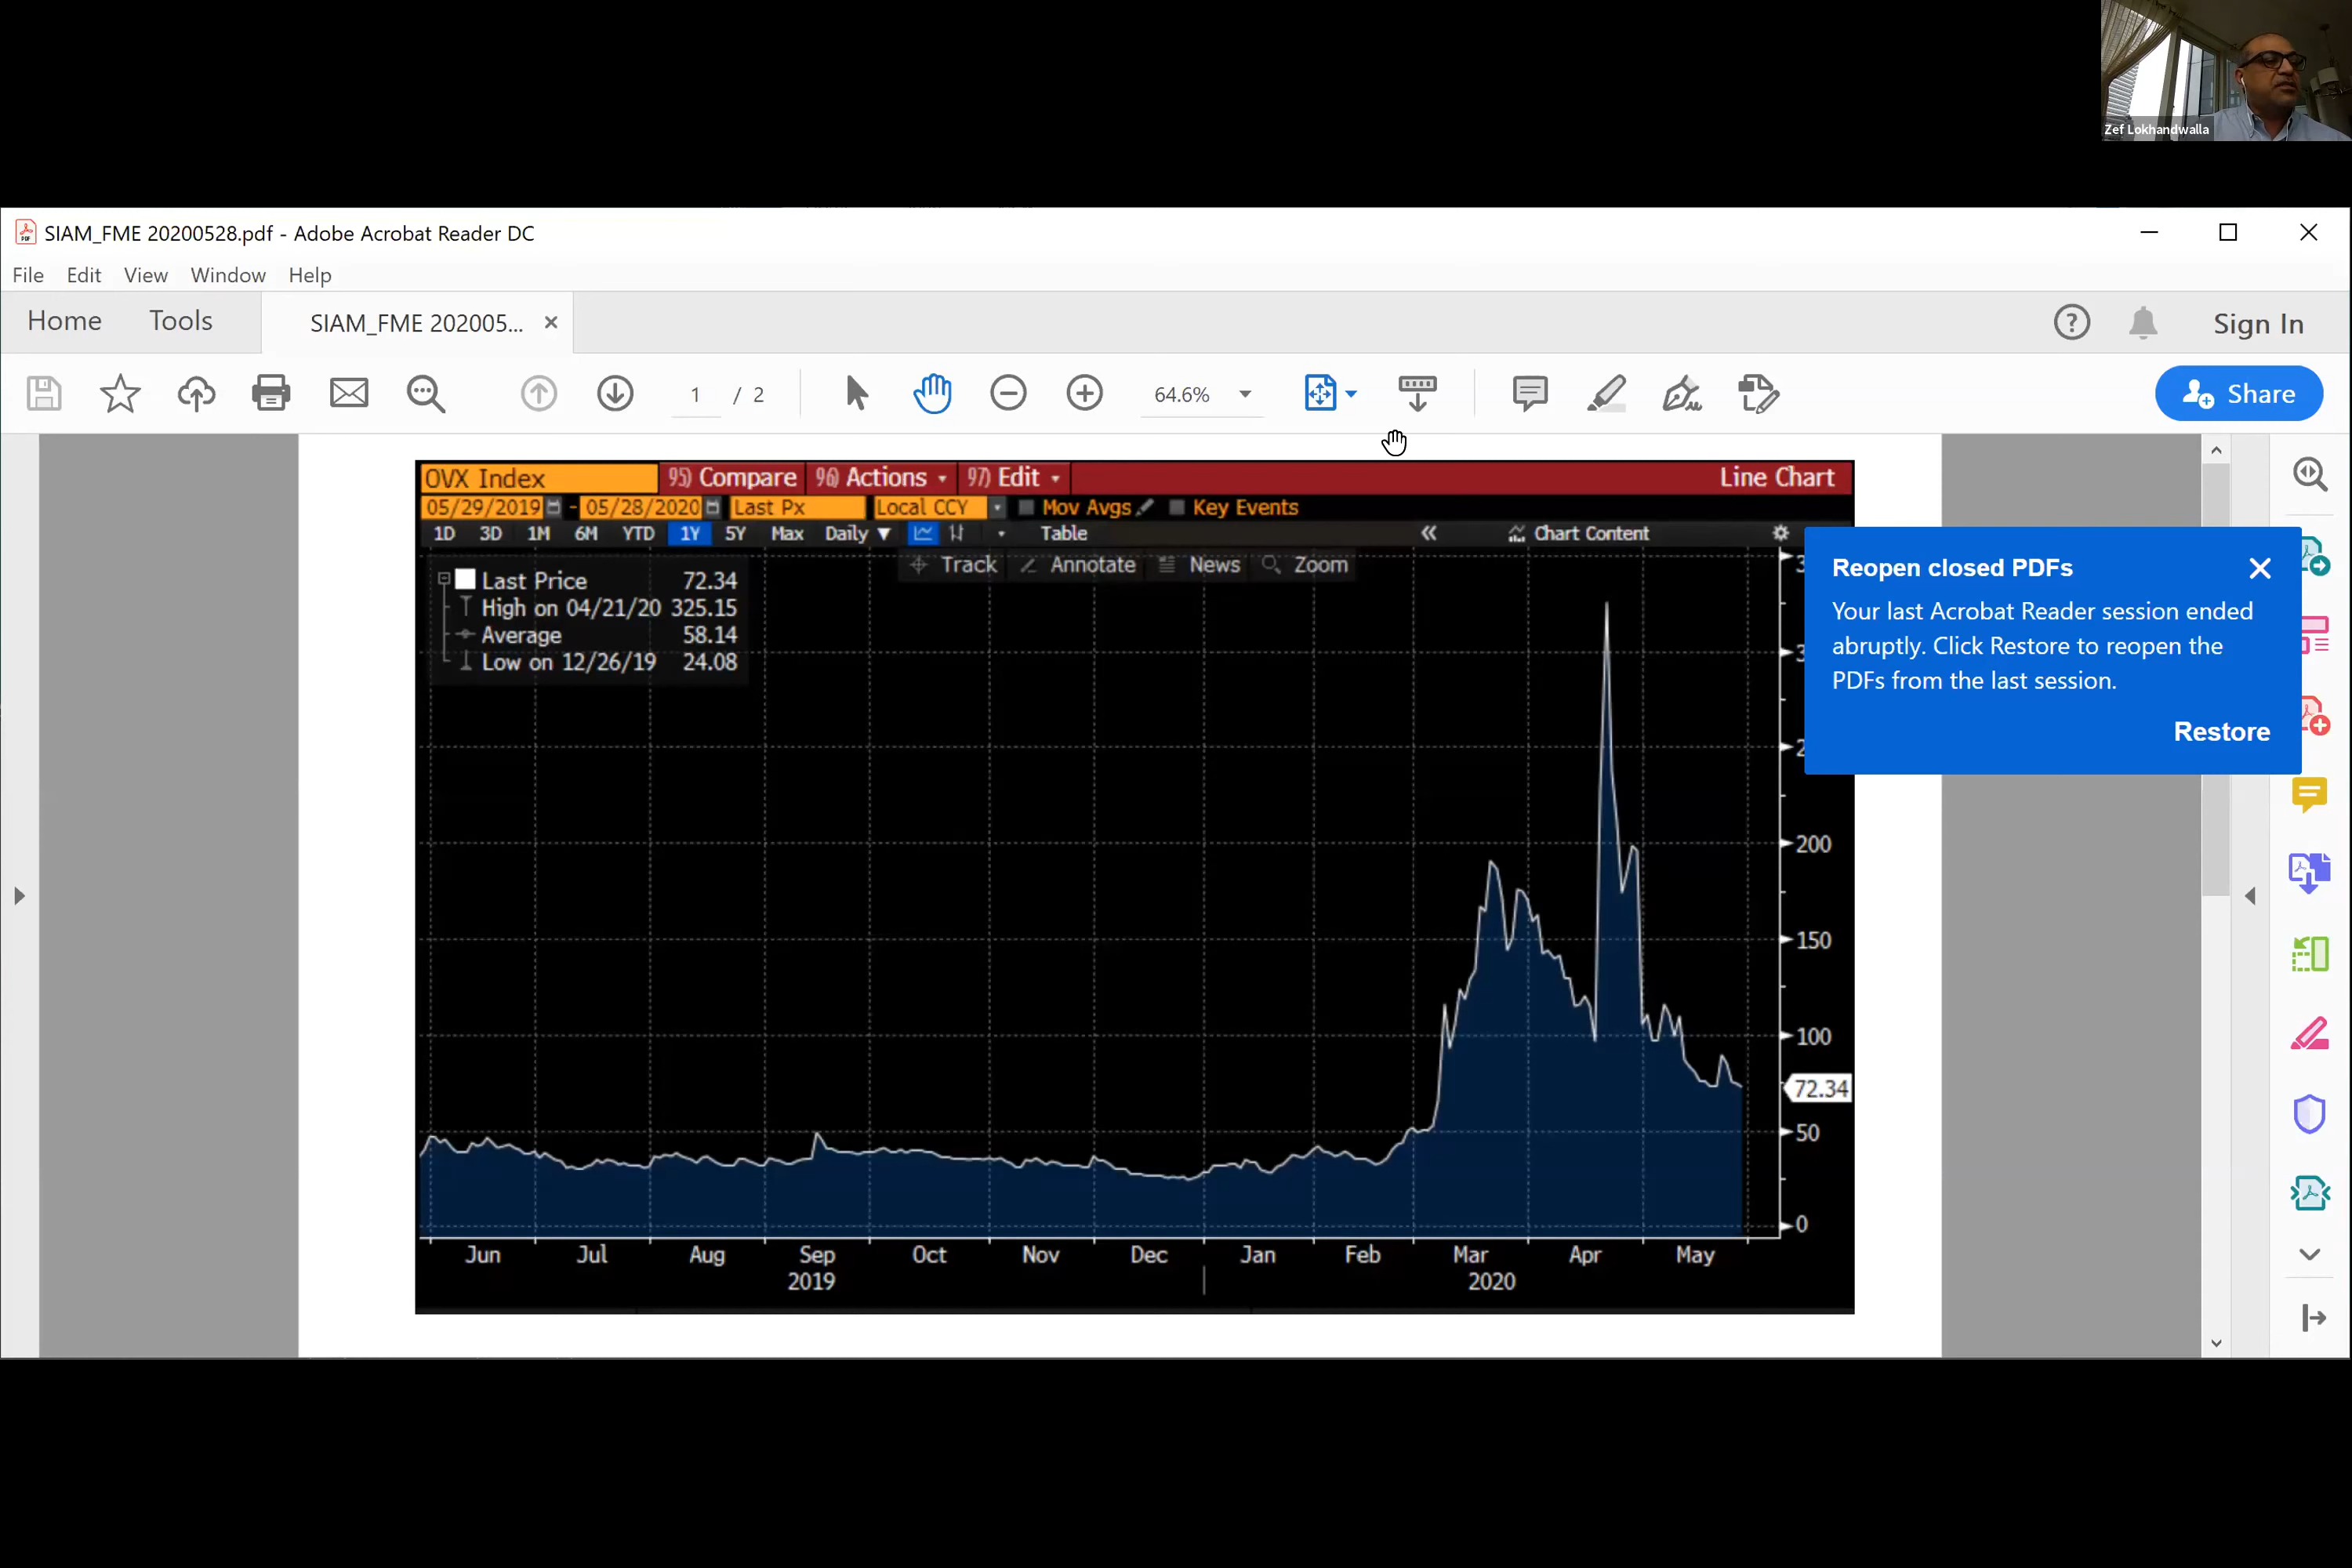 Zef Lokhandwalla
SIAM_FME 20200528.pdf - Adobe Acrobat Reader DC
File Edit View Window Help
Home Tools SIAM_FME 202005... × ? Sign In
1 / 2 64.6% Share
OVX Index 95) Compare 96) Actions 97) Edit Line Chart
05/29/2019 - 05/28/2020 Last Px Local CCY Mov Avgs Key Events
1D 3D 1M 6M YTD 1Y 5Y Max Daily ▼ Table « Chart Content
Track Annotate News Zoom
Last Price 72.34
High on 04/21/20 325.15
Average 58.14
Low on 12/26/19 24.08
Reopen closed PDFs
Your last Acrobat Reader session ended
abruptly. Click Restore to reopen the
PDFs from the last session.
Restore
200
150
100
72.34
50
0
Jun Jul Aug Sep Oct Nov Dec Jan Feb Mar Apr May
2019 2020